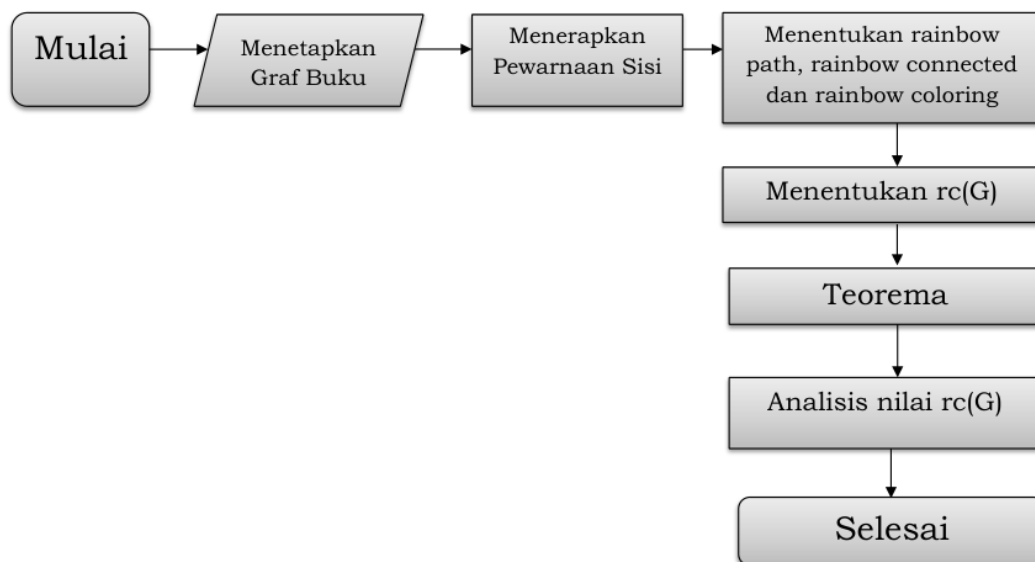 Mulai
Menetapkan
Graf Buku
Menerapkan
Pewarnaan Sisi
Menentukan rainbow
path, rainbow connected
dan rainbow coloring
Menentukan rc(G)
Teorema
Analisis nilai rc(G)
Selesai